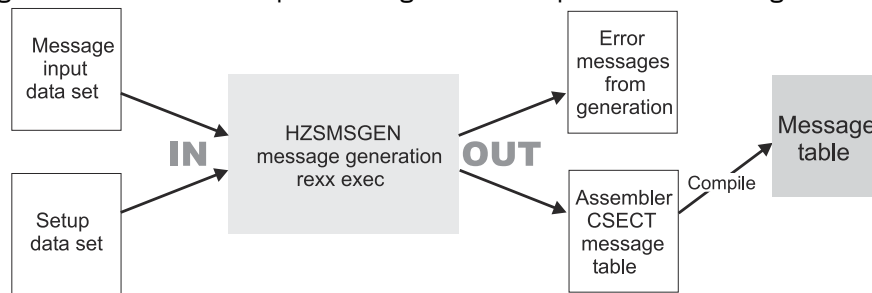 Message
input
data set
Setup
data set
IN
HZSMSGEN
message generation
rexx exec
OUT
Error
messages
from
generation
Assembler
CSECT
message
table
Compile
Message
table